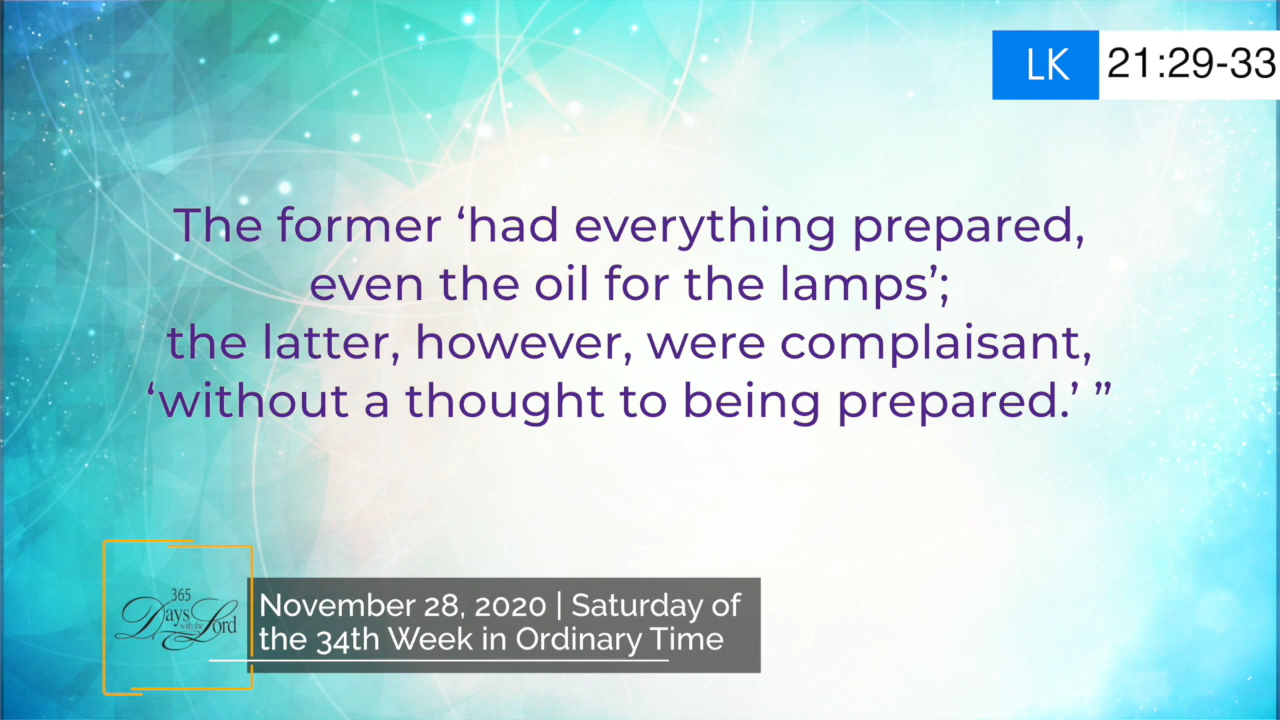 LK 21:29-33
The former ‘had everything prepared,
even the oil for the lamps’;
the latter, however, were complaisant,
‘without a thought to being prepared.’ ”
365
Days with the Lord
November 28, 2020 | Saturday of
the 34th Week in Ordinary Time